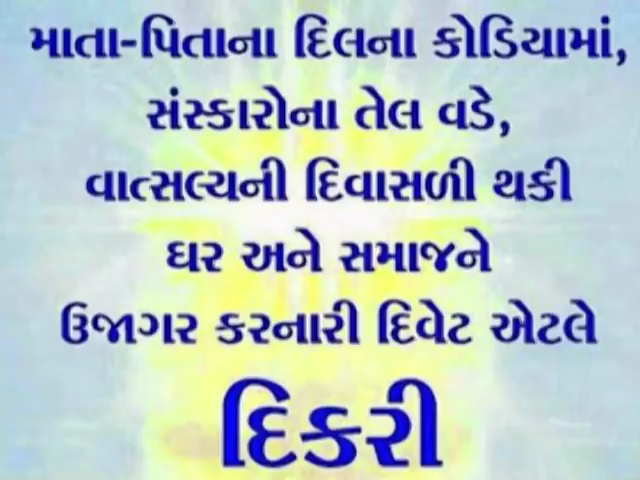 માતા-પિતાના દિલના કોડિયામાં,
સંસ્કારોના તેલ વડે,
વાત્સલ્યની દિવાસળી થકી
ઘર અને સમાજને
ઉજાગર કરનારી દિવેટ એટલે
દિકરી